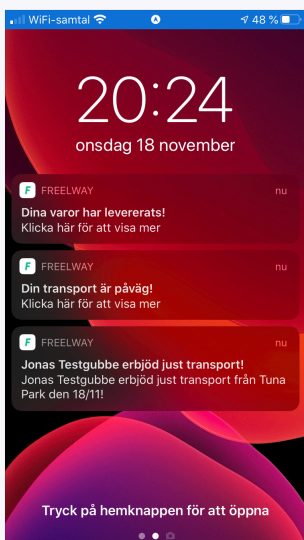 WiFi-samtal 48 %
20:24
onsdag 18 november
F FREELWAY nu
Dina varor har levererats!
Klicka här för att visa mer
F FREELWAY nu
Din transport är påväg!
Klicka här för att visa mer
F FREELWAY nu
Jonas Testgubbe erbjöd just transport!
Jonas Testgubbe erbjöd just transport från Tuna
Park den 18/11!
Tryck på hemknappen för att öppna